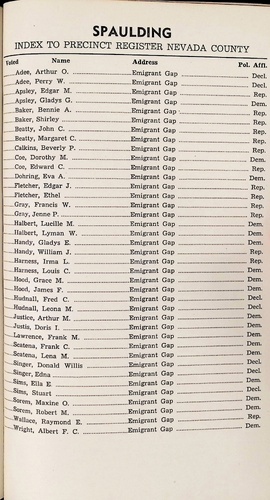 SPAULDING
INDEX TO PRECINCT REGISTER NEVADA COUNTY
Voted Name Address Pol. Affl.
Adee, Arthur O. Emigrant Gap Decl.
Adee, Perry W. Emigrant Gap Decl.
Apsley, Edgar M. Emigrant Gap Rep.
Apsley, Gladys G. Emigrant Gap Dem.
Baker, Bennie A. Emigrant Gap Rep.
Baker, Shirley Emigrant Gap Rep.
Beatty, John C. Emigrant Gap Rep.
Beatty, Margaret C. Emigrant Gap Rep.
Calkins, Beverly P. Emigrant Gap Rep.
Coe, Dorothy M. Emigrant Gap Dem.
Coe, Edward C. Emigrant Gap Rep.
Dohring, Eva A. Emigrant Gap Dem.
Fletcher, Edgar J. Emigrant Gap Rep.
Fletcher, Ethel Emigrant Gap Rep.
Gray, Francis W. Emigrant Gap Rep.
Gray, Jenne P. Emigrant Gap Rep.
Halbert, Lucille M. Emigrant Gap Dem.
Halbert, Lyman W. Emigrant Gap Dem.
Handy, Gladys E. Emigrant Gap Dem.
Handy, William J. Emigrant Gap Rep.
Harness, Irma L. Emigrant Gap Rep.
Harness, Louis C. Emigrant Gap Dem.
Hood, Grace M. Emigrant Gap Dem.
Hood, James F. Emigrant Gap Dem.
Hudnall, Fred C. Emigrant Gap Decl.
Hudnall, Leona M. Emigrant Gap Decl.
Justice, Arthur M. Emigrant Gap Dem.
Justis, Doris I. Emigrant Gap Dem.
Lawrence, Frank M. Emigrant Gap Dem.
Scatena, Frank C. Emigrant Gap Dem.
Scatena, Lena M. Emigrant Gap Dem.
Singer, Donald Willis Emigrant Gap Decl.
Singer, Edna Emigrant Gap Decl.
Sims, Ella E Emigrant Gap Dem.
Sims, Stuart Emigrant Gap Dem.
Sorem, Maxine O. Emigrant Gap Dem.
Sorem, Robert M. Emigrant Gap Dem.
Wallace, Raymond E. Emigrant Gap Rep.
Wright, Albert F. C. Emigrant Gap Dem.